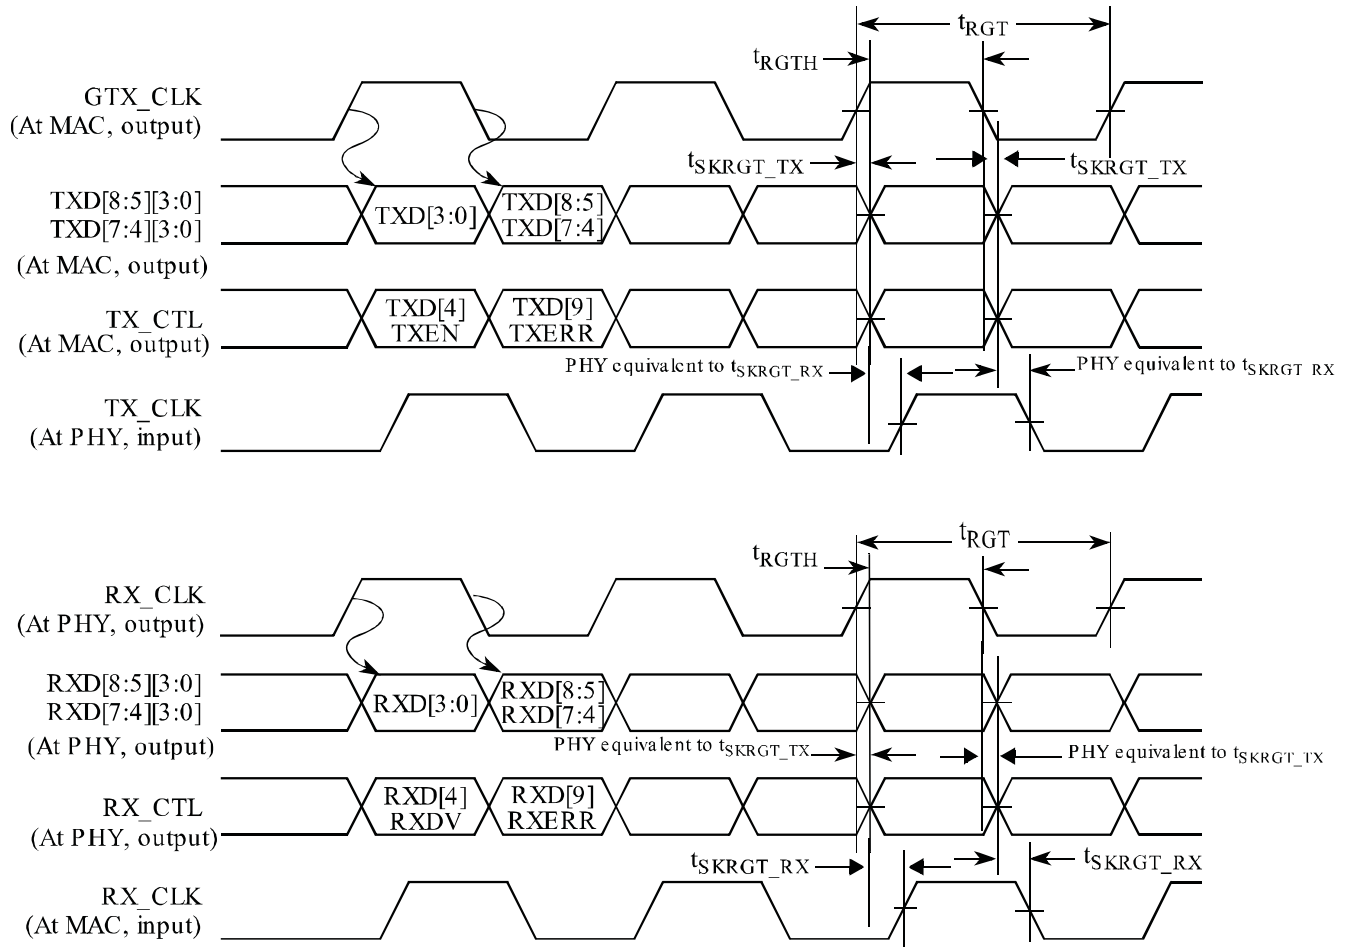 tRGT
tRGTH
GTX_CLK
(At MAC, output)
tSKRGT_TX
tSKRGT_TX
TXD[8:5][3:0]
TXD[7:4][3:0]
(At MAC, output)
TXD[3:0]
TXD[8:5]
TXD[7:4]
TX_CTL
(At MAC, output)
TXD[4]
TXEN
TXD[9]
TXERR
PHY equivalent to tSKRGT_RX
PHY equivalent to tSKRGT_RX
TX_CLK
(At PHY, input)
tRGT
tRGTH
RX_CLK
(At PHY, output)
RXD[8:5][3:0]
RXD[7:4][3:0]
(At PHY, output)
RXD[3:0]
RXD[8:5]
RXD[7:4]
PHY equivalent to tSKRGT_TX
PHY equivalent to tSKRGT_TX
RX_CTL
(At PHY, output)
RXD[4]
RXDV
RXD[9]
RXERR
tSKRGT_RX
tSKRGT_RX
RX_CLK
(At MAC, input)